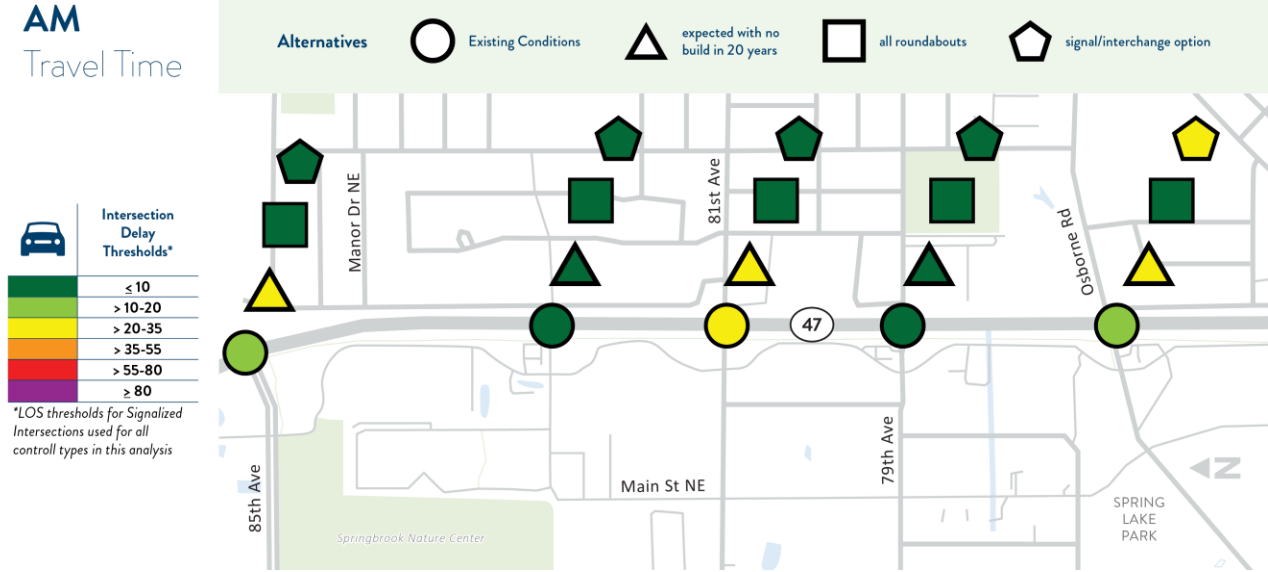 AM
Travel Time
Alternatives
Existing Conditions
expected with no
build in 20 years
all roundabouts
signal/interchange option
Intersection
Delay
Thresholds*
≤ 10
> 10-20
> 20-35
> 35-55
> 55-80
≥ 80
*LOS thresholds for Signalized
Intersections used for all
controll types in this analysis
Manor Dr NE
81st Ave
Osborne Rd
47
85th Ave
Main St NE
79th Ave
Springbrook Nature Center
N
SPRING
LAKE
PARK